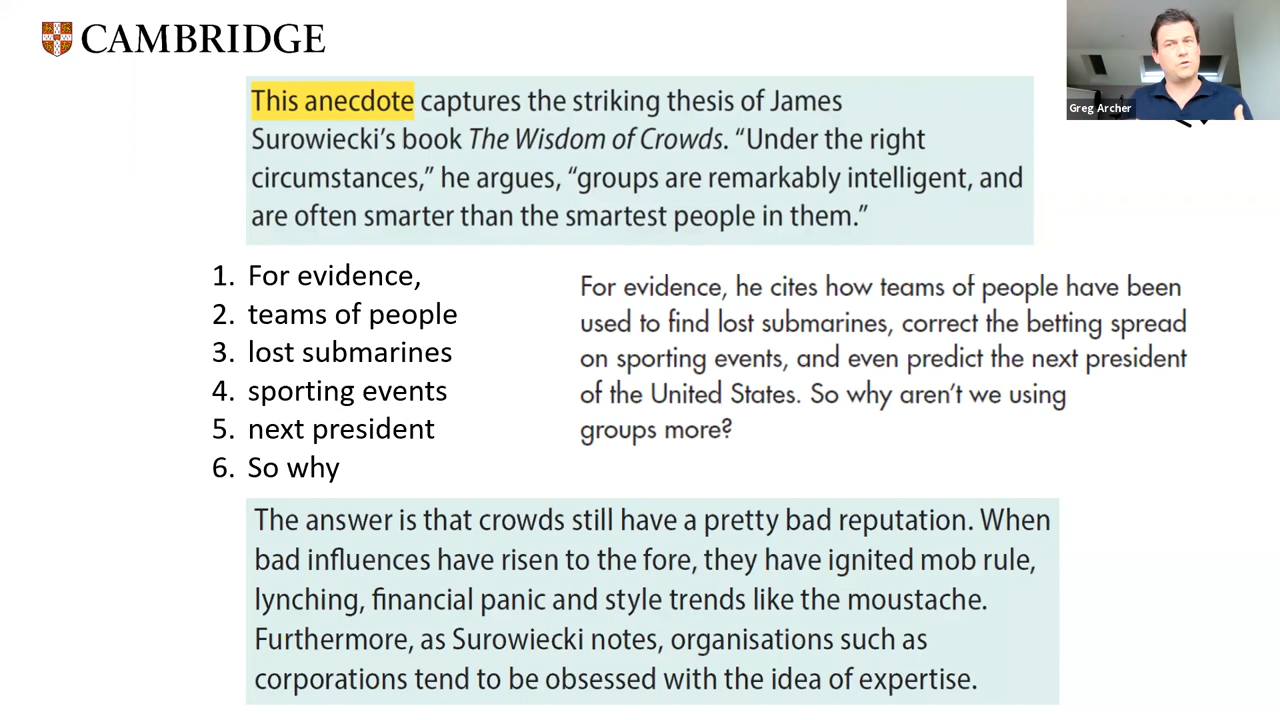 CAMBRIDGE
Greg Archer
This anecdote captures the striking thesis of James
Surowiecki’s book The Wisdom of Crowds. “Under the right
circumstances,” he argues, “groups are remarkably intelligent, and
are often smarter than the smartest people in them.”
1. For evidence,
2. teams of people
3. lost submarines
4. sporting events
5. next president
6. So why
For evidence, he cites how teams of people have been
used to find lost submarines, correct the betting spread
on sporting events, and even predict the next president
of the United States. So why aren’t we using
groups more?
The answer is that crowds still have a pretty bad reputation. When
bad influences have risen to the fore, they have ignited mob rule,
lynching, financial panic and style trends like the moustache.
Furthermore, as Surowiecki notes, organisations such as
corporations tend to be obsessed with the idea of expertise.